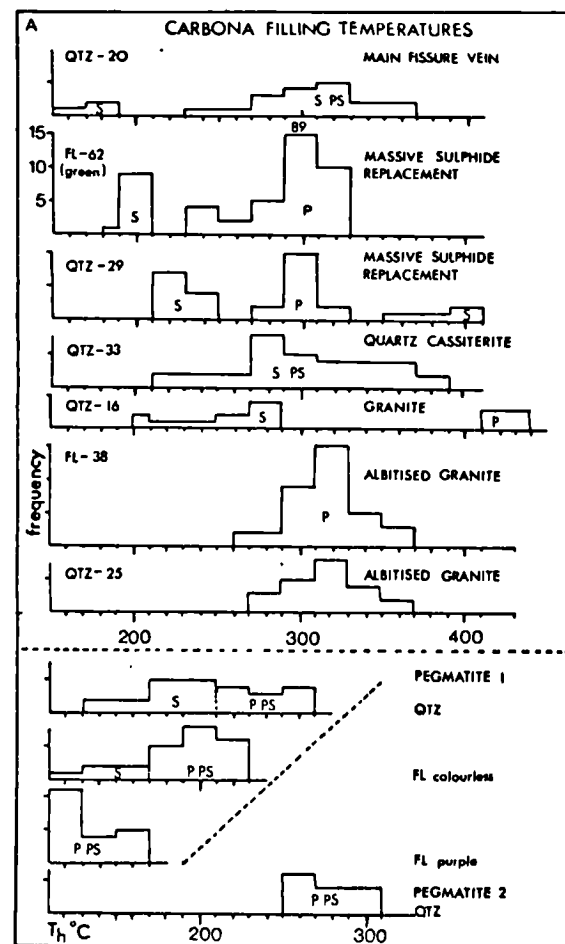 A CARBONA FILLING TEMPERATURES
QTZ-20 MAIN FISSURE VEIN
S S PS
89
15
FL-62 MASSIVE SULPHIDE
(green) REPLACEMENT
10
5
S P
QTZ-29 MASSIVE SULPHIDE
REPLACEMENT
S P S
QTZ-33 QUARTZ CASSITERITE
S PS
QTZ-16 GRANITE
S P
FL-38 ALBITISED GRANITE
P
frequency
QTZ-25 ALBITISED GRANITE
200 300 400
PEGMATITE 1
S P PS QTZ
S P PS FL colourless
P PS
FL purple
PEGMATITE 2
P PS QTZ
Th °C 200 300